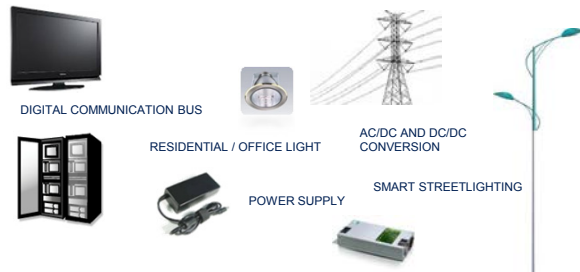 DIGITAL COMMUNICATION BUS
RESIDENTIAL / OFFICE LIGHT
AC/DC AND DC/DC
CONVERSION
POWER SUPPLY
SMART STREETLIGHTING